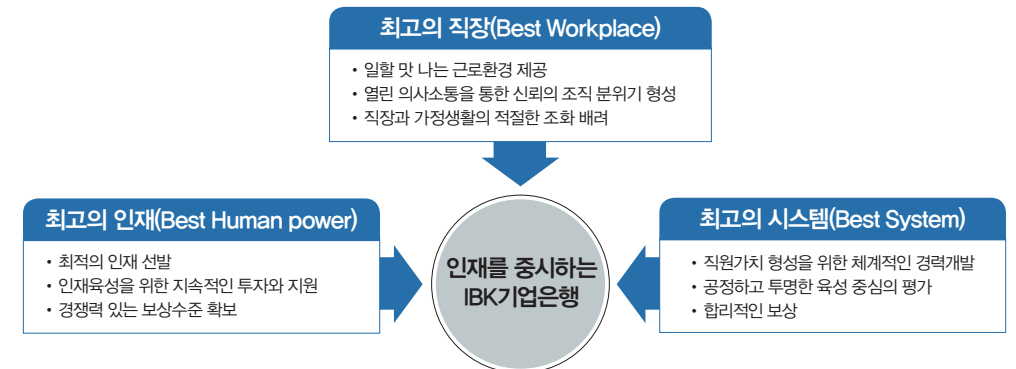 최고의 직장(Best Workplace)
• 일할 맛 나는 근로환경 제공
• 열린 의사소통을 통한 신뢰의 조직 분위기 형성
• 직장과 가정생활의 적절한 조화 배려
최고의 인재(Best Human power)
• 최적의 인재 선발
• 인재육성을 위한 지속적인 투자와 지원
• 경쟁력 있는 보상수준 확보
인재를 중시하는
IBK기업은행
최고의 시스템(Best System)
• 직원가치 형성을 위한 체계적인 경력개발
• 공정하고 투명한 육성 중심의 평가
• 합리적인 보상